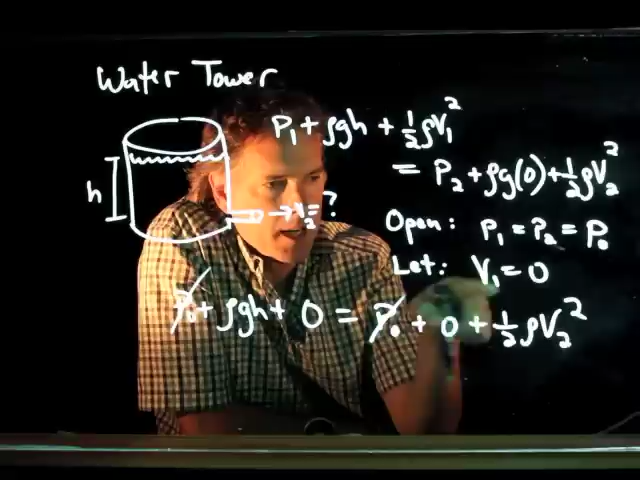 Water Tower
P₁ + ρgh + ½ρV₁²
= P₂ + ρg(0) + ½ρV₂²
h
→ V₂ = ?
Open: P₁ = P₂ = P₀
Let: V₁ = 0
P₀ + ρgh + 0 = P₀ + 0 + ½ρV₂²